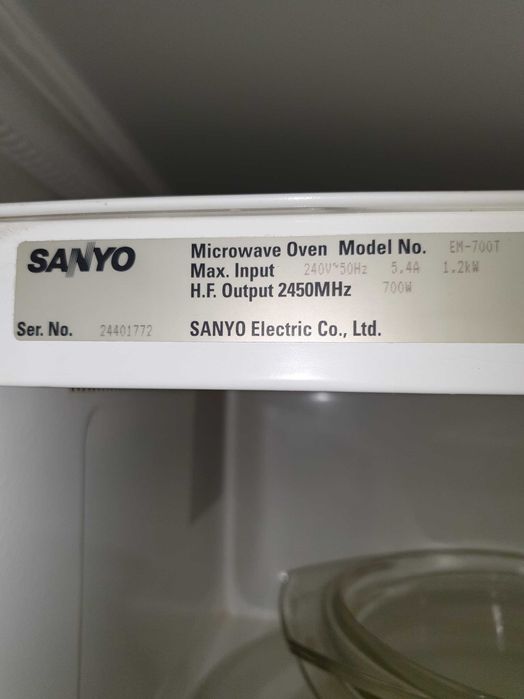 SANYO
Microwave Oven Model No. EM-700T
Max. Input 240V~50Hz 5.4A 1.2kW
H.F. Output 2450MHz 700W
Ser. No. 24401772 SANYO Electric Co., Ltd.